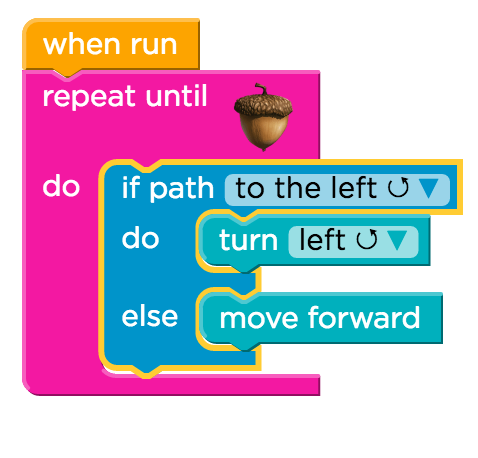 when run
repeat until
do if path to the left
do turn left
else move forward